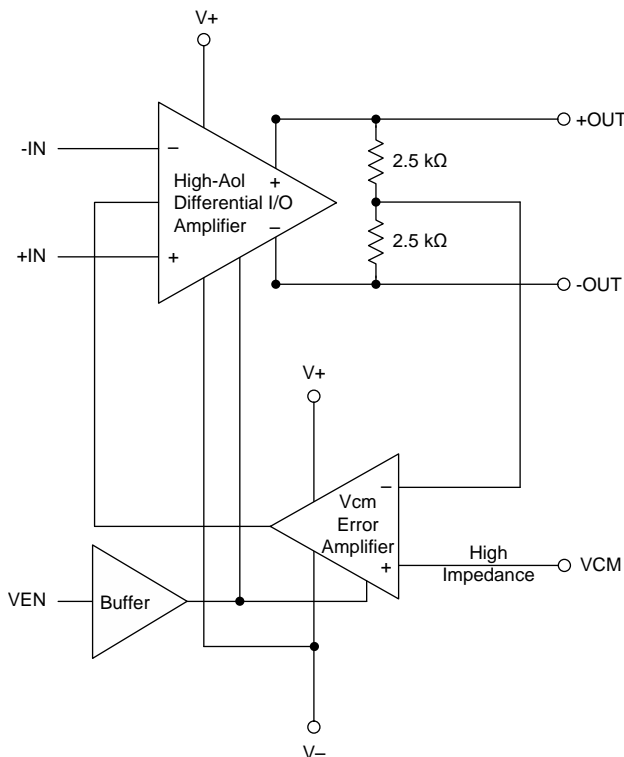 V+
-IN
−
High-Aol
Differential I/O
Amplifier
+
−
+IN
+
2.5 kΩ
2.5 kΩ
+OUT
-OUT
V+
−
Vcm
Error
Amplifier
+
High
Impedance
VCM
VEN
Buffer
V–